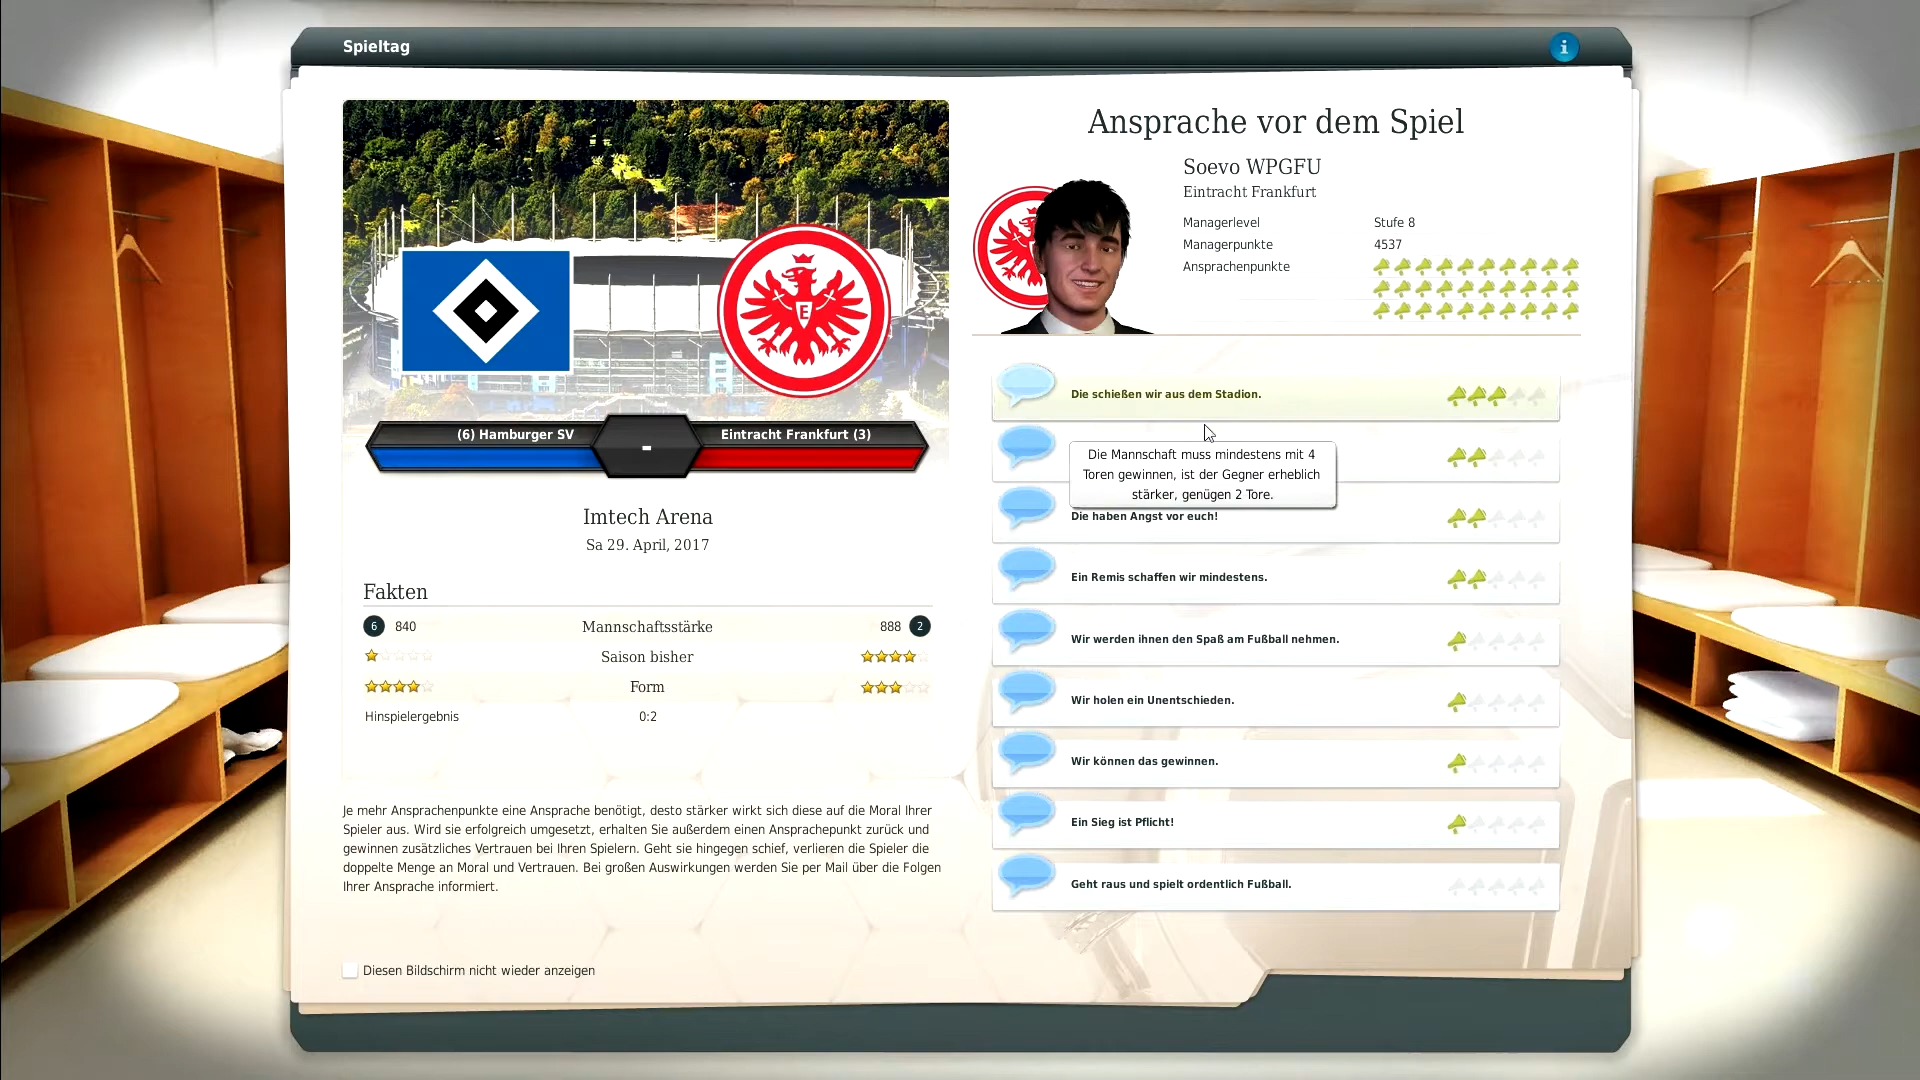 Spieltag
i
Ansprache vor dem Spiel
Soevo WPGFU
Eintracht Frankfurt
Managerlevel Stufe 8
Managerpunkte 4537
Ansprachenpunkte
E
(6) Hamburger SV - Eintracht Frankfurt (3)
Imtech Arena
Sa 29. April, 2017
Fakten
6 840 Mannschaftsstärke 888 2
Saison bisher
Form
Hinspielergebnis 0:2
Je mehr Ansprachenpunkte eine Ansprache benötigt, desto stärker wirkt sich diese auf die Moral Ihrer
Spieler aus. Wird sie erfolgreich umgesetzt, erhalten Sie außerdem einen Ansprachepunkt zurück und
gewinnen zusätzliches Vertrauen bei Ihren Spielern. Geht sie hingegen schief, verlieren die Spieler die
doppelte Menge an Moral und Vertrauen. Bei großen Auswirkungen werden Sie per Mail über die Folgen
Ihrer Ansprache informiert.
Diesen Bildschirm nicht wieder anzeigen
Die schießen wir aus dem Stadion.
Die Mannschaft muss mindestens mit 4
Toren gewinnen, ist der Gegner erheblich
stärker, genügen 2 Tore.
Die haben Angst vor euch!
Ein Remis schaffen wir mindestens.
Wir werden ihnen den Spaß am Fußball nehmen.
Wir holen ein Unentschieden.
Wir können das gewinnen.
Ein Sieg ist Pflicht!
Geht raus und spielt ordentlich Fußball.